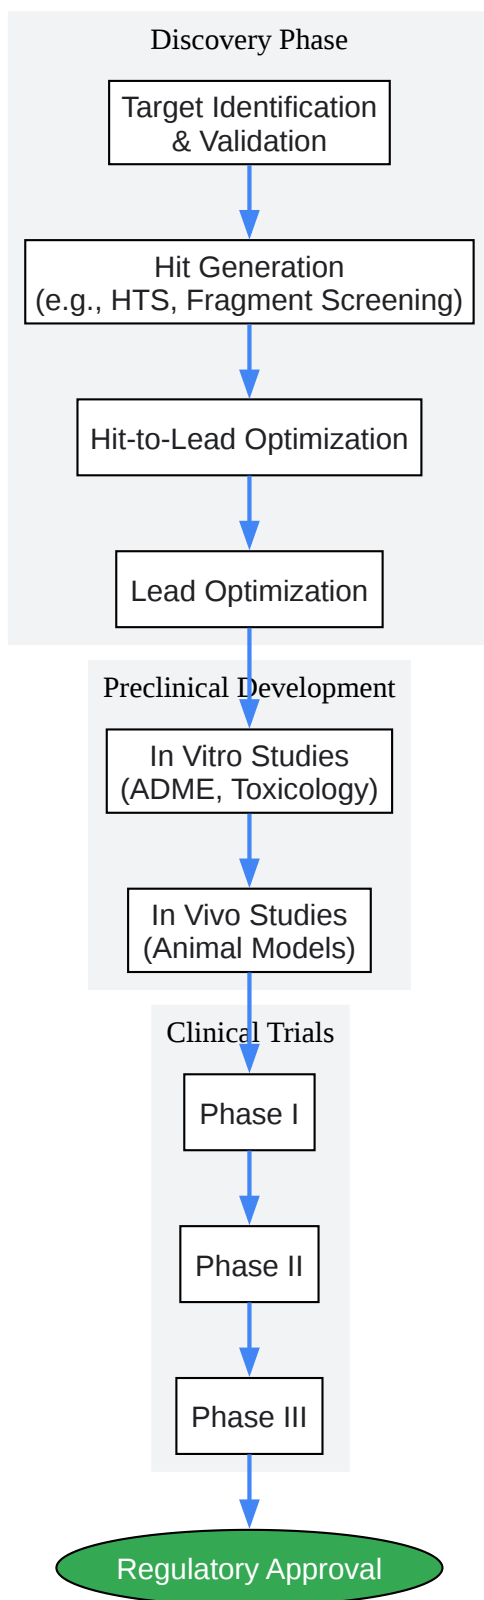 Discovery Phase
Target Identification
& Validation
Hit Generation
(e.g., HTS, Fragment Screening)
Hit-to-Lead Optimization
Lead Optimization
Preclinical Development
In Vitro Studies
(ADME, Toxicology)
In Vivo Studies
(Animal Models)
Clinical Trials
Phase I
Phase II
Phase III
Regulatory Approval